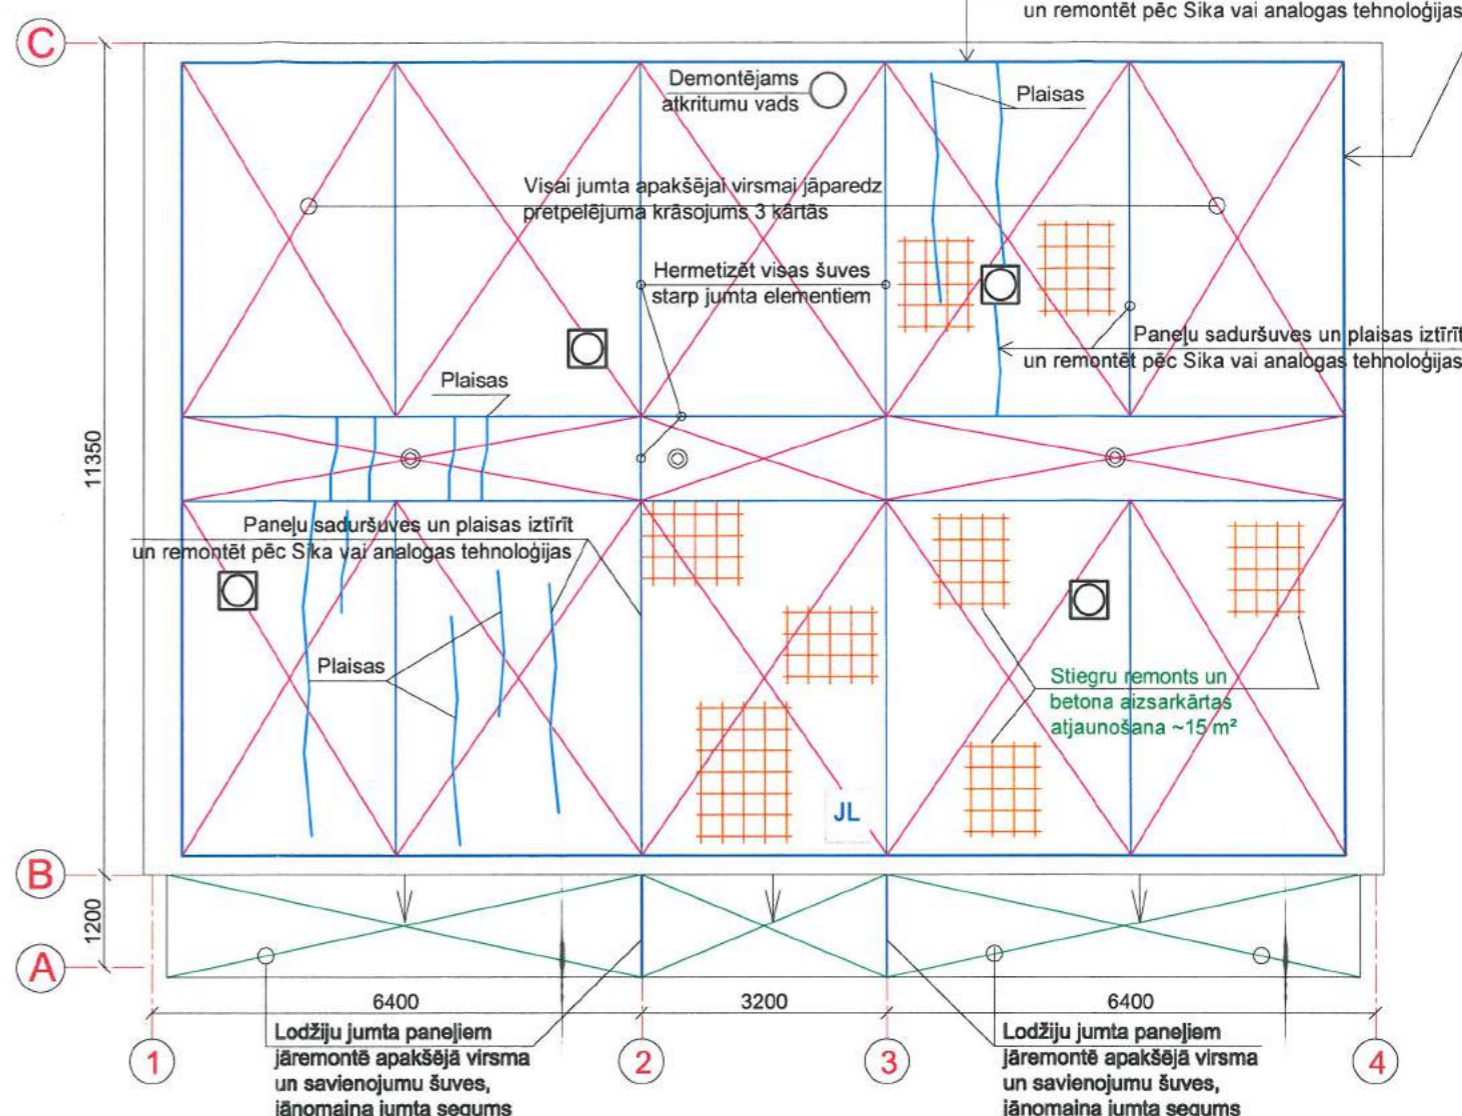 un remontēt pēc Sika vai analogas tehnoloģijas
C
Demontējams
atkritumu vads
Plaisas
Visai jumta apakšējai virsmai jāparedz
pretpelējuma krāsojums 3 kārtās
Hermetizēt visas šuves
starp jumta elementiem
Paneļu saduršuves un plaisas iztīrīt
un remontēt pēc Sika vai analogas tehnoloģijas
Plaisas
11350
Paneļu saduršuves un plaisas iztīrīt
un remontēt pēc Sika vai analogas tehnoloģijas
Plaisas
Stiegru remonts un
betona aizsarkārtas
atjaunošana ~15 m²
JL
B
1200
A
6400
3200
6400
1
2
3
4
Lodžiju jumta paneļiem
jāremontē apakšējā virsma
un savienojumu šuves,
jānomaina jumta segums
Lodžiju jumta paneļiem
jāremontē apakšējā virsma
un savienojumu šuves,
jānomaina jumta segums